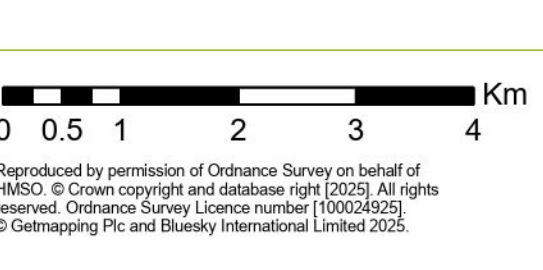 Km
0 0.5 1 2 3 4
Reproduced by permission of Ordnance Survey on behalf of
HMSO. © Crown copyright and database right [2025]. All rights
reserved. Ordnance Survey Licence number [100024925].
© Getmapping Plc and Bluesky International Limited 2025.